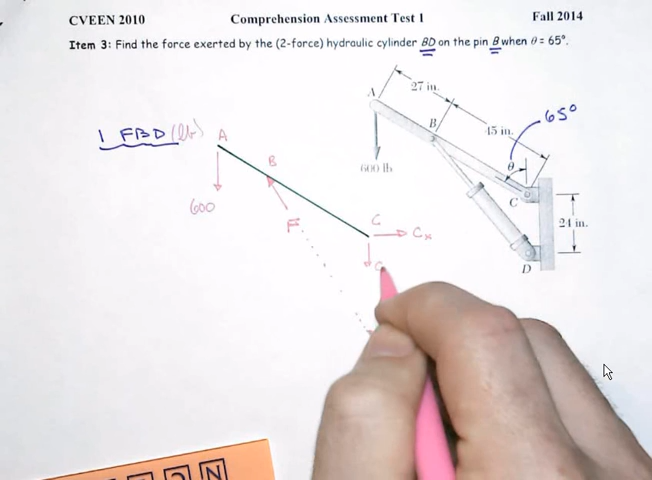 CVEEN 2010 Comprehension Assessment Test 1 Fall 2014
Item 3: Find the force exerted by the (2-force) hydraulic cylinder BD on the pin B when θ = 65°.
A
27 in.
65°
B
45 in.
600 lb
θ
C
24 in.
D
1 FBD (lb)
A
B
600
F
C
Cx